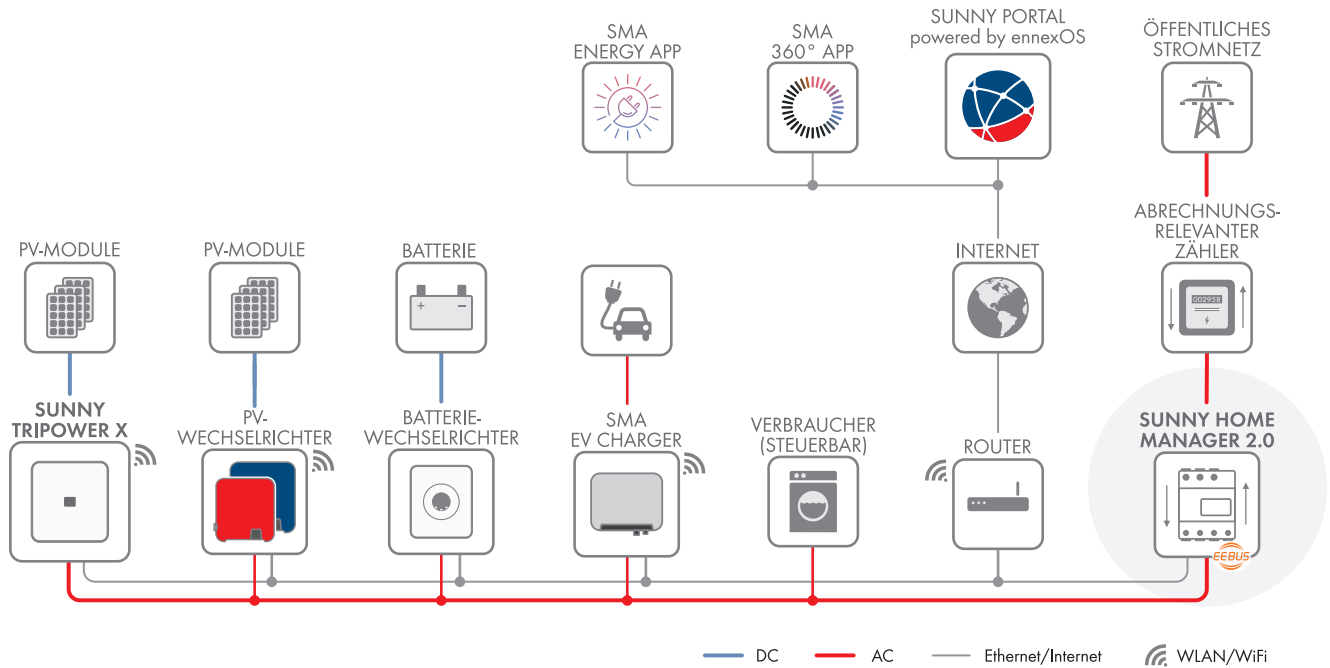 SMA
ENERGY APP
SMA
360° APP
SUNNY PORTAL
powered by ennexOS
ÖFFENTLICHES
STROMNETZ
PV-MODULE
PV-MODULE
BATTERIE
INTERNET
ABRECHNUNGS-
RELEVANTER
ZÄHLER
002958
SUNNY
TRIPOWER X
PV-
WECHSELRICHTER
BATTERIE-
WECHSELRICHTER
SMA
EV CHARGER
VERBRAUCHER
(STEUERBAR)
ROUTER
SUNNY HOME
MANAGER 2.0
EEBUS
DC
AC
Ethernet/Internet
WLAN/WiFi